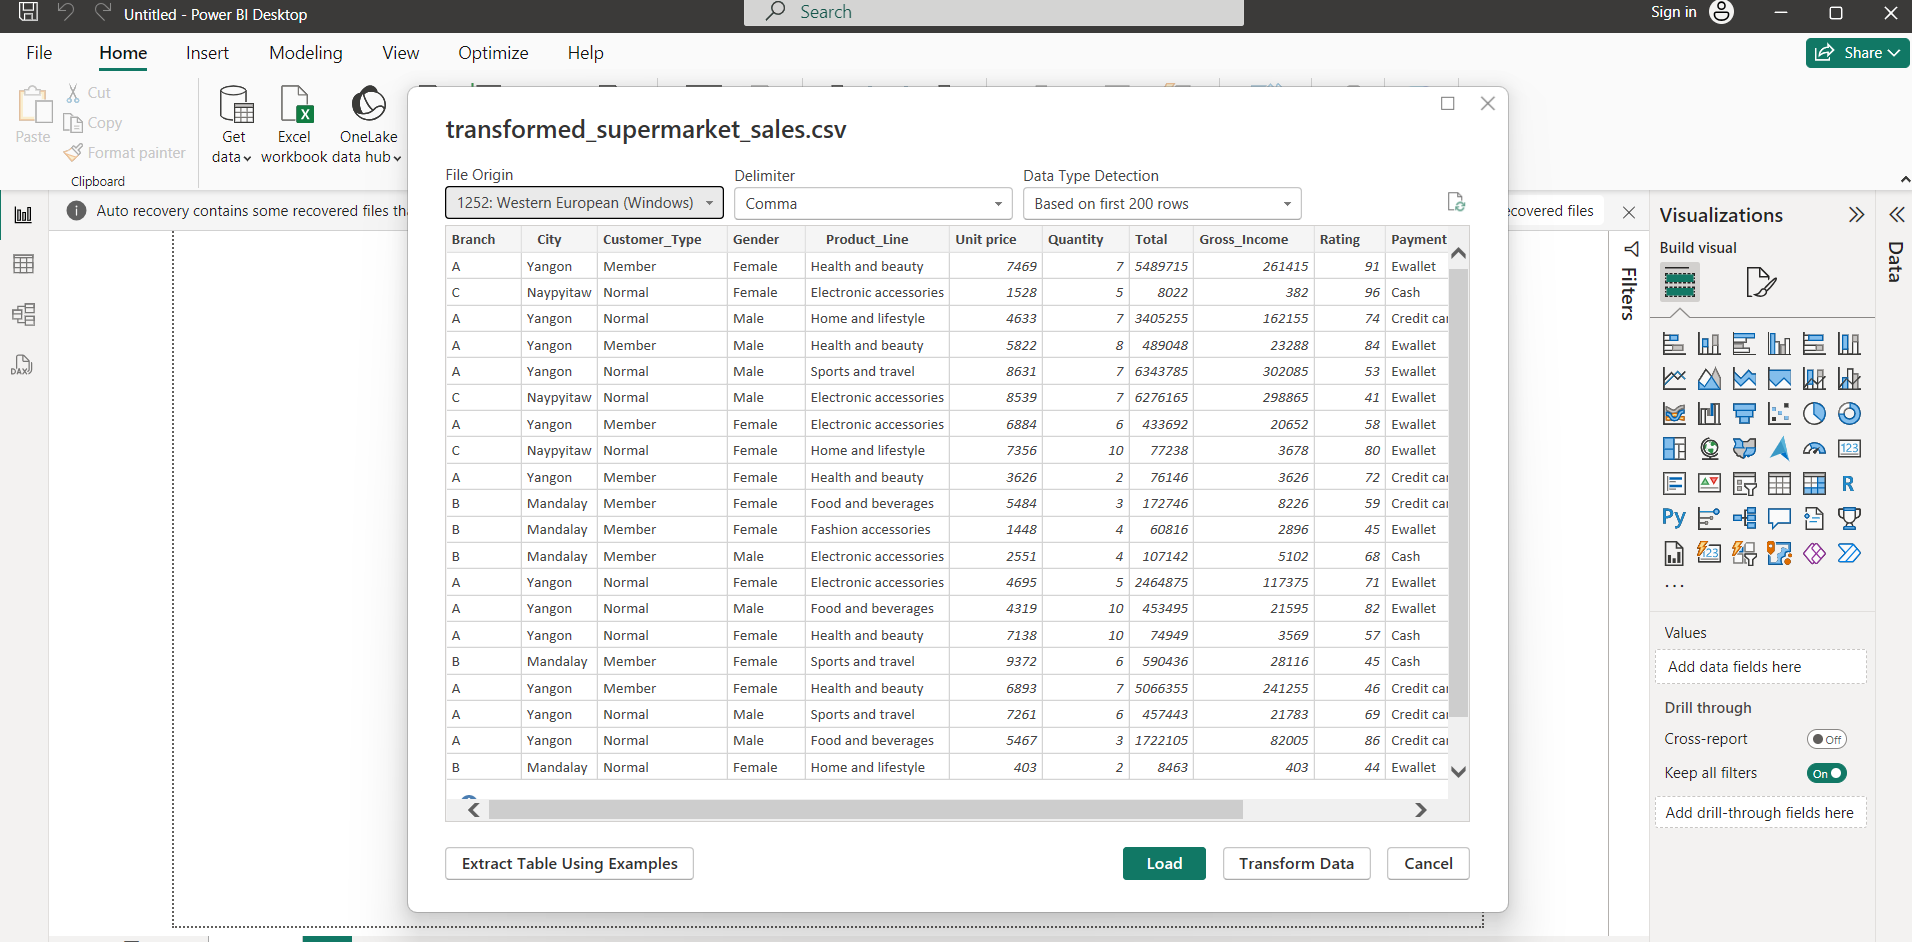 Untitled - Power BI Desktop
Search
Sign in
File Home Insert Modeling View Optimize Help
Share
Paste
Cut
Copy
Format painter
Clipboard
Get data
Excel workbook
OneLake data hub
Auto recovery contains some recovered files
covered files
transformed_supermarket_sales.csv
File Origin Delimiter Data Type Detection
1252: Western European (Windows) Comma Based on first 200 rows
Branch City Customer_Type Gender Product_Line Unit price Quantity Total Gross_Income Rating Payment
A Yangon Member Female Health and beauty 7469 7 5489715 261415 91 Ewallet
C Naypyitaw Normal Female Electronic accessories 1528 5 8022 382 96 Cash
A Yangon Normal Male Home and lifestyle 4633 7 3405255 162155 74 Credit car
A Yangon Member Male Health and beauty 5822 8 489048 23288 84 Ewallet
A Yangon Normal Male Sports and travel 8631 7 6343785 302085 53 Ewallet
C Naypyitaw Normal Male Electronic accessories 8539 7 6276165 298865 41 Ewallet
A Yangon Member Female Electronic accessories 6884 6 433692 20652 58 Ewallet
C Naypyitaw Normal Female Home and lifestyle 7356 10 77238 3678 80 Ewallet
A Yangon Member Female Health and beauty 3626 2 76146 3626 72 Credit car
B Mandalay Member Female Food and beverages 5484 3 172746 8226 59 Credit car
B Mandalay Member Female Fashion accessories 1448 4 60816 2896 45 Ewallet
B Mandalay Member Male Electronic accessories 2551 4 107142 5102 68 Cash
A Yangon Normal Female Electronic accessories 4695 5 2464875 117375 71 Ewallet
A Yangon Normal Male Food and beverages 4319 10 453495 21595 82 Ewallet
A Yangon Normal Female Health and beauty 7138 10 74949 3569 57 Cash
B Mandalay Member Female Sports and travel 9372 6 590436 28116 45 Cash
A Yangon Member Female Health and beauty 6893 7 5066355 241255 46 Credit car
A Yangon Normal Male Sports and travel 7261 6 457443 21783 69 Credit car
A Yangon Normal Male Food and beverages 5467 3 1722105 82005 86 Credit car
B Mandalay Normal Female Home and lifestyle 403 2 8463 403 44 Ewallet
Extract Table Using Examples Load Transform Data Cancel
Filters
Visualizations
Build visual
123
R
Py
123
...
Values
Add data fields here
Drill through
Cross-report Off
Keep all filters On
Add drill-through fields here
Data
DAX